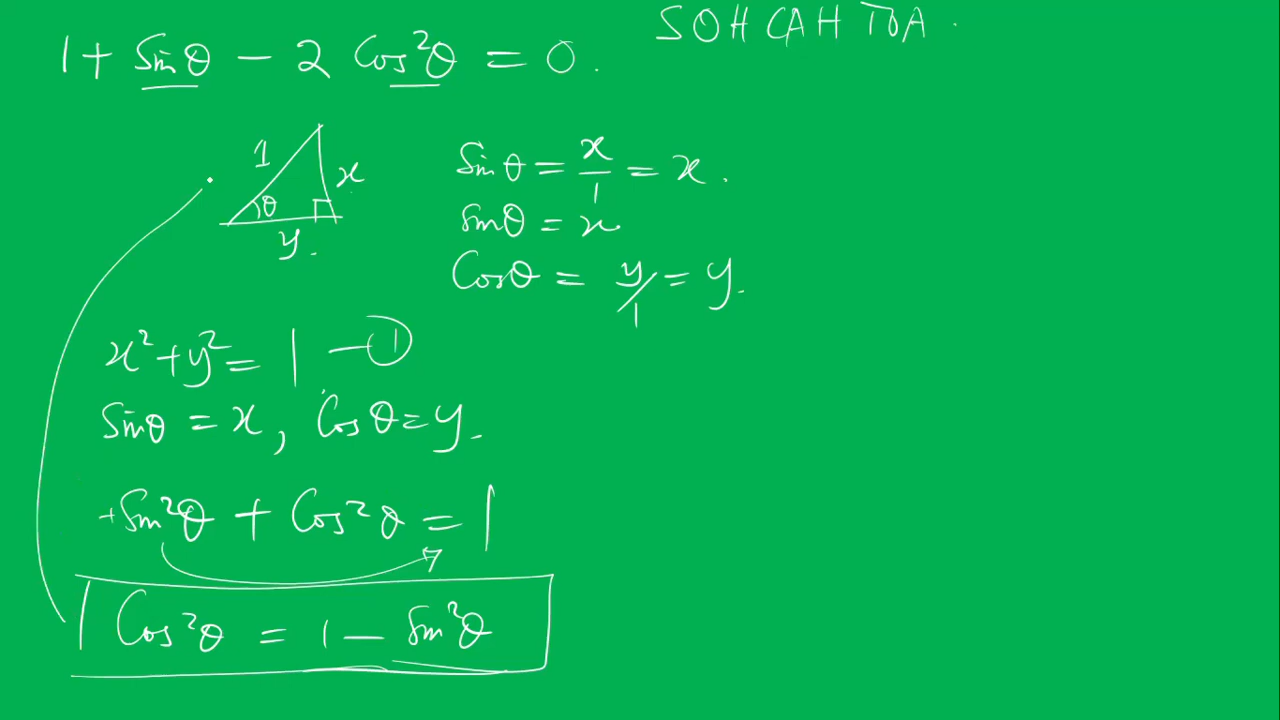 SOH CAH TOA
1 + Sinθ − 2 Cos²θ = 0.
1
x
θ
y.
Sinθ = x/1 = x.
Sinθ = x
Cosθ = y/1 = y.
x² + y² = 1 — ①
Sinθ = x, Cosθ = y.
+Sin²θ + Cos²θ = 1
Cos²θ = 1 − Sin²θ